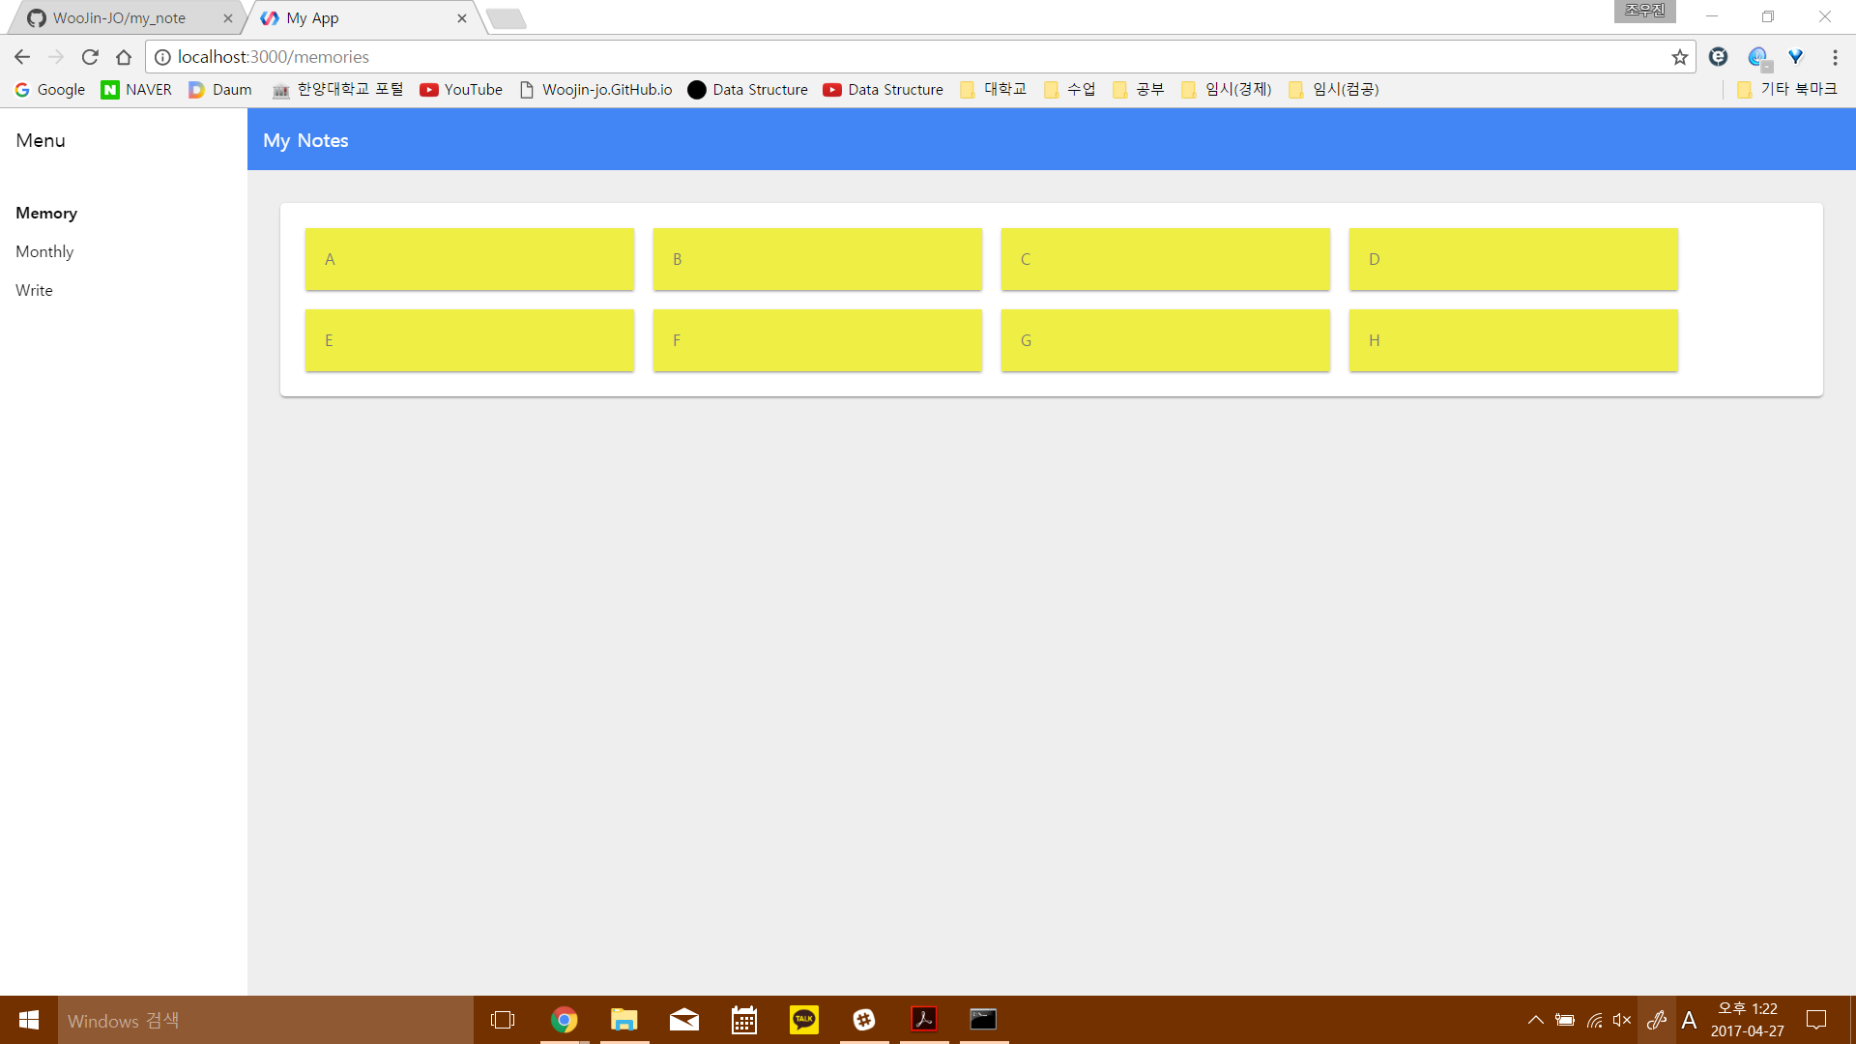 WooJin-JO/my_note
My App
조우진
localhost:3000/memories
Google
NAVER
Daum
한양대학교 포털
YouTube
Woojin-jo.GitHub.io
Data Structure
Data Structure
대학교
수업
공부
임시(경제)
임시(컴공)
기타 북마크
Menu
My Notes
Memory
Monthly
Write
A
B
C
D
E
F
G
H
Windows 검색
TALK
A
오후 1:22
2017-04-27